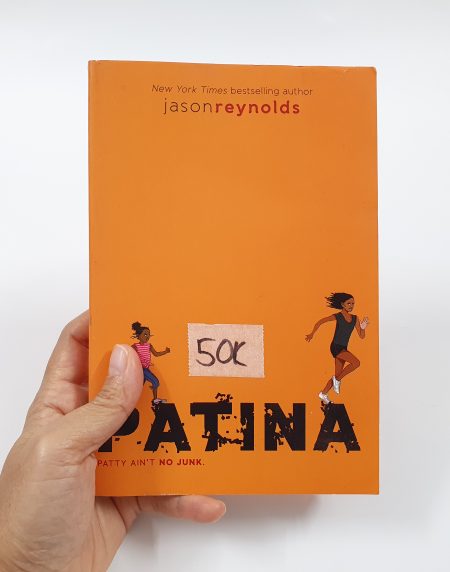 New York Times bestselling author
jasonreynolds
50K
PATINA
PATTY AIN'T NO JUNK.